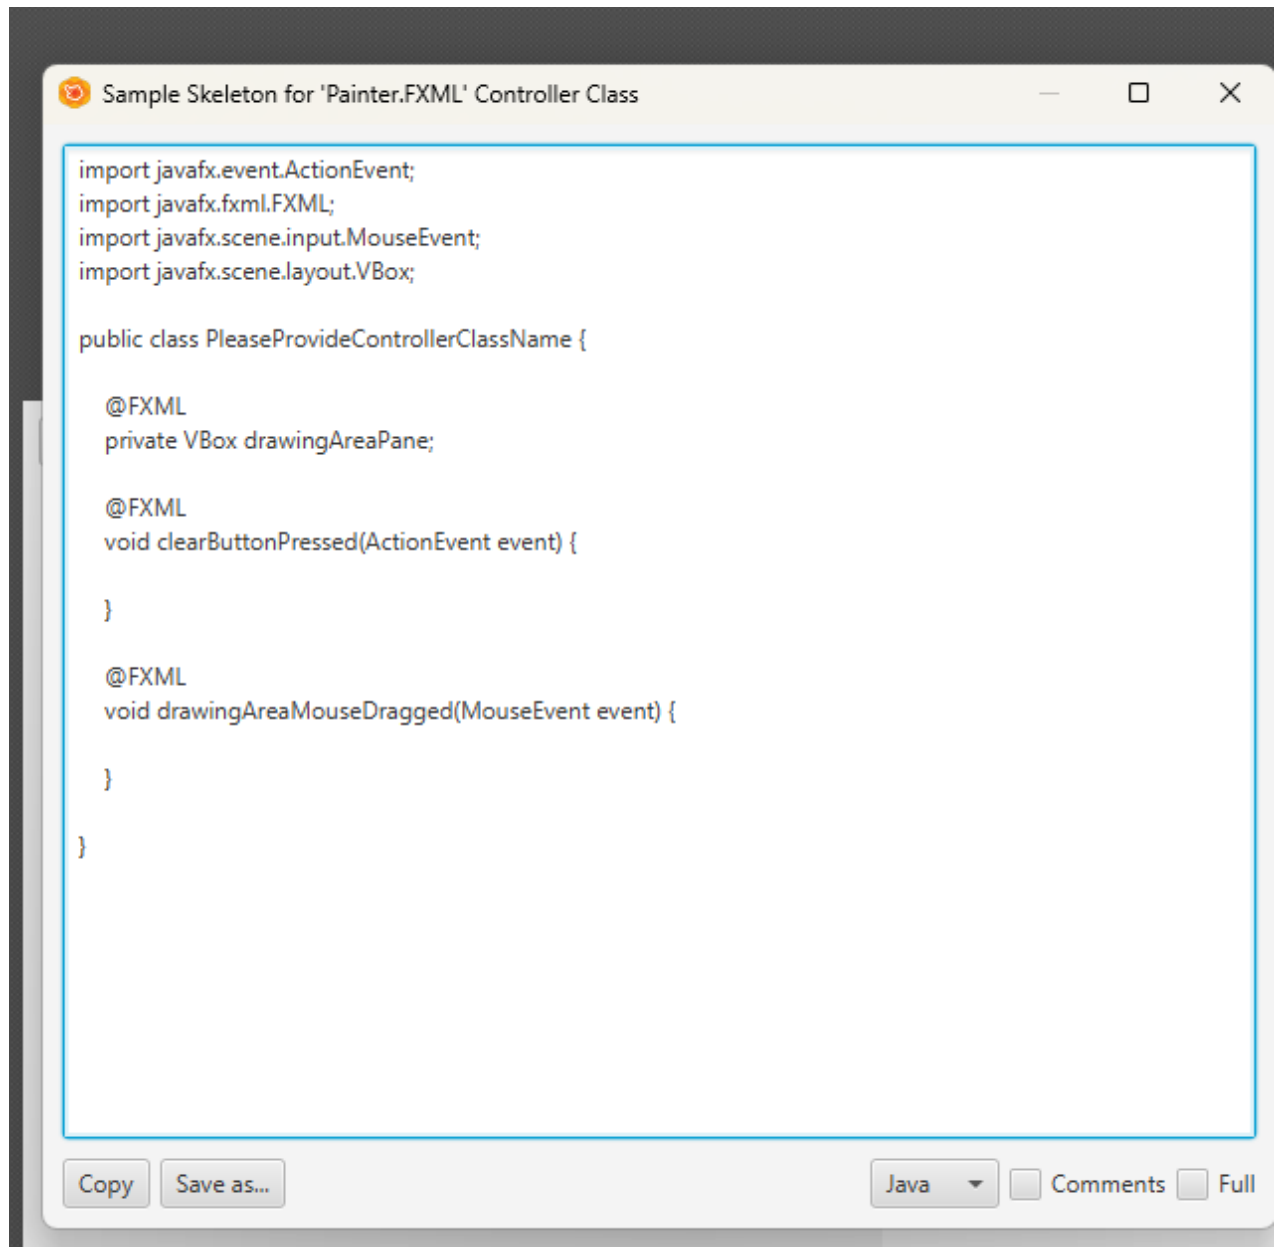 Sample Skeleton for 'Painter.FXML' Controller Class
import javafx.event.ActionEvent;
import javafx.fxml.FXML;
import javafx.scene.input.MouseEvent;
import javafx.scene.layout.VBox;
public class PleaseProvideControllerClassName {
@FXML
private VBox drawingAreaPane;
@FXML
void clearButtonPressed(ActionEvent event) {
}
@FXML
void drawingAreaMouseDragged(MouseEvent event) {
}
}
Copy Save as... Java Comments Full